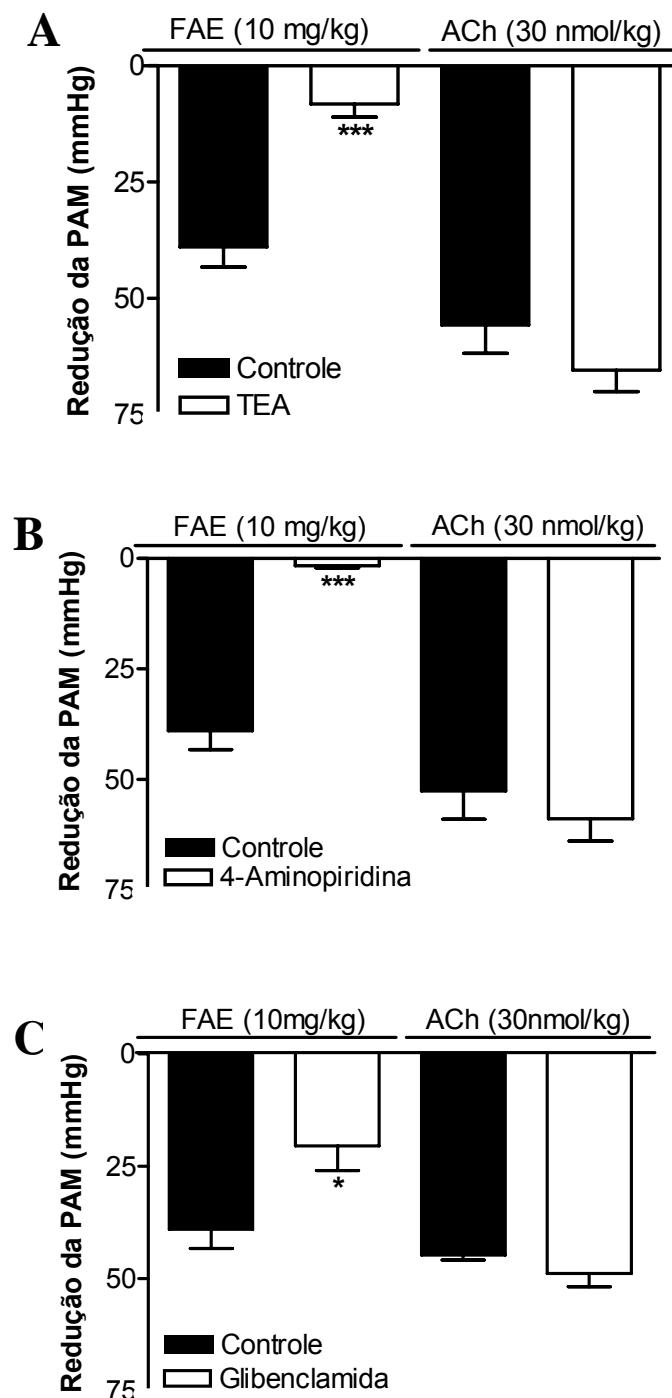 A
FAE (10 mg/kg) ACh (30 nmol/kg)
Redução da PAM (mmHg)
0
25
50
75
Controle
TEA
***
B
FAE (10 mg/kg) ACh (30 nmol/kg)
Redução da PAM (mmHg)
0
25
50
75
Controle
4-Aminopiridina
***
C
FAE (10mg/kg) ACh (30nmol/kg)
Redução da PAM (mmHg)
0
25
50
75
Controle
Glibenclamida
*